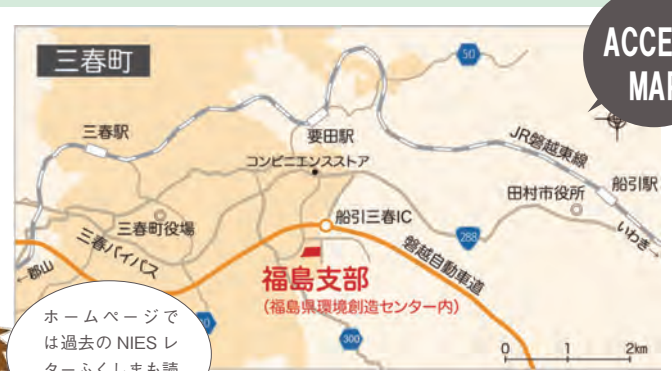 三春町
50
三春駅
要田駅
JR磐越東線
コンビニエンスストア
船引駅
田村市役所
三春町役場
船引三春IC
いわき→
三春バイパス
288
磐越自動車道
←郡山
福島支部
(福島県環境創造センター内)
300
0 1 2km
ホームページで
は過去の NIES レ